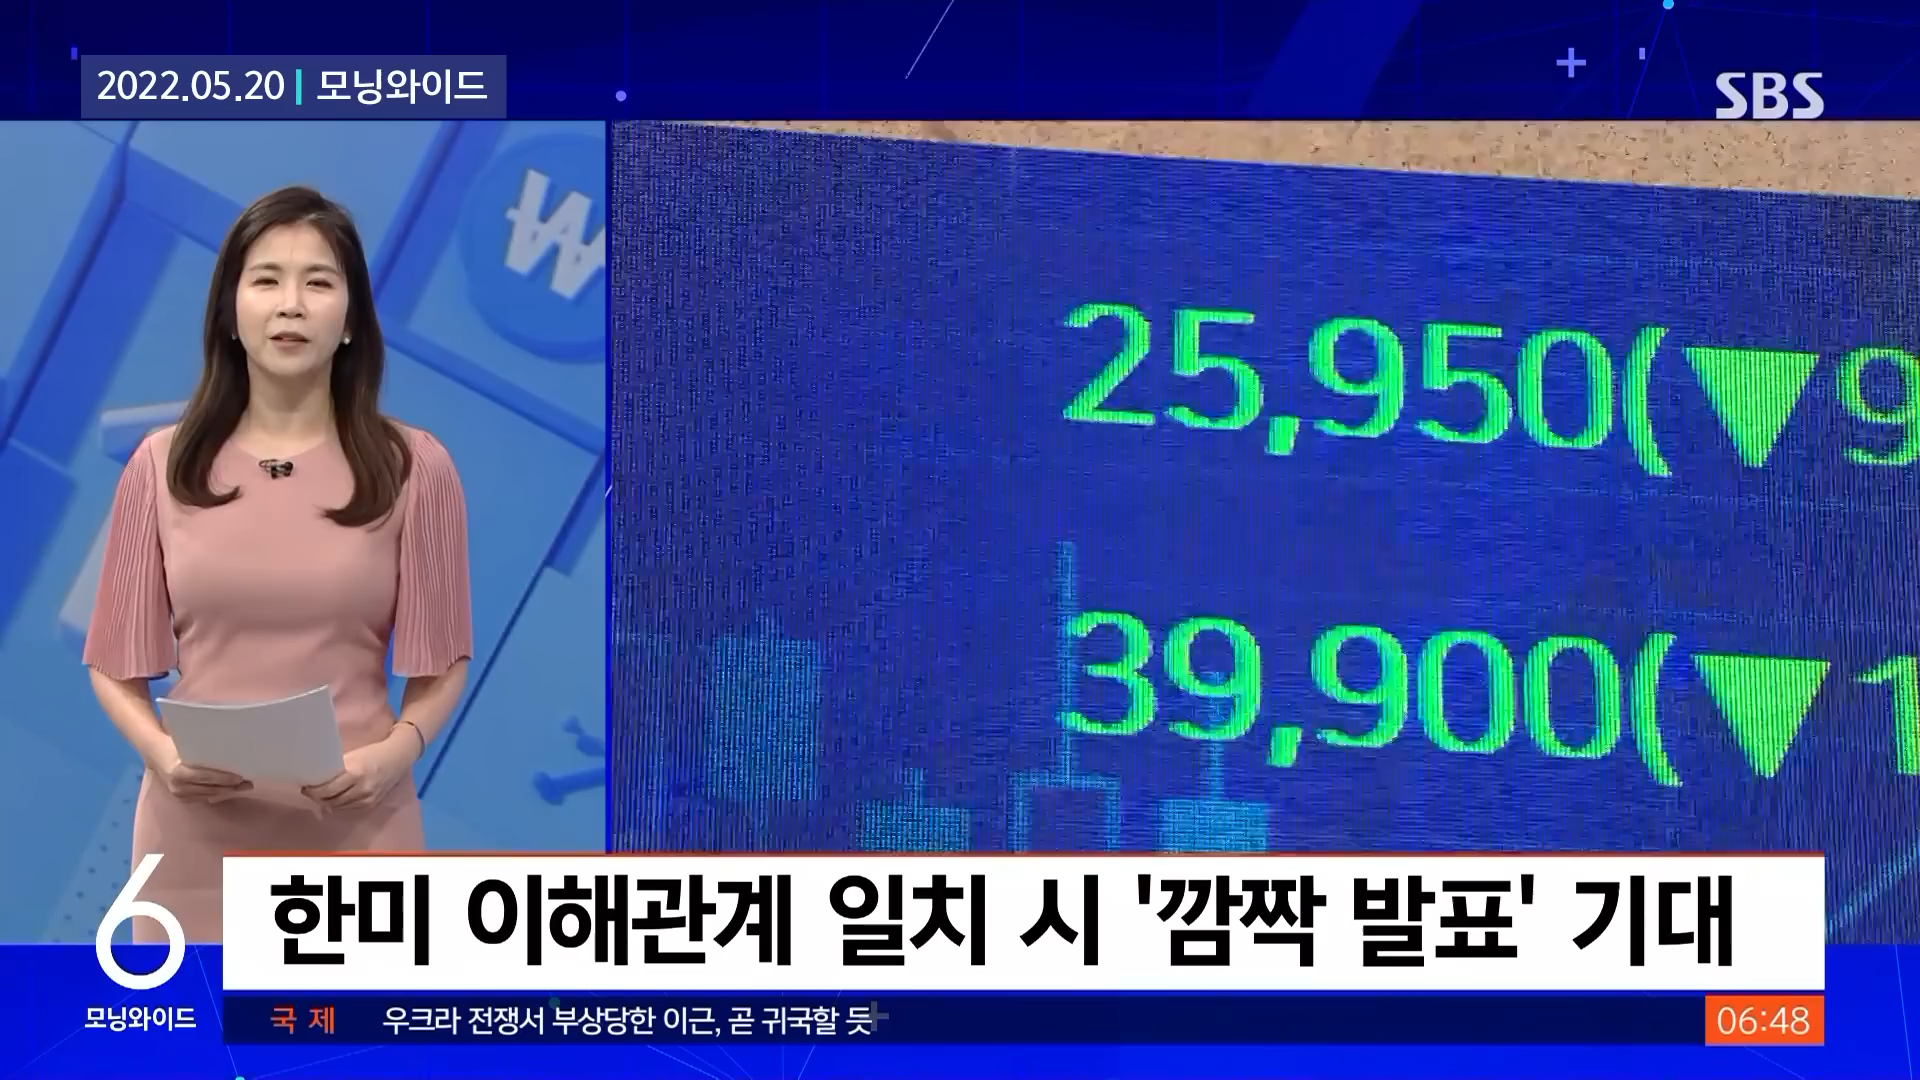 2022.05.20 | 모닝와이드
SBS
₩
25,950(▼9
39,900(▼1
6
모닝와이드
한미 이해관계 일치 시 '깜짝 발표' 기대
국 제 우크라 전쟁서 부상당한 이근, 곧 귀국할 듯
06:48